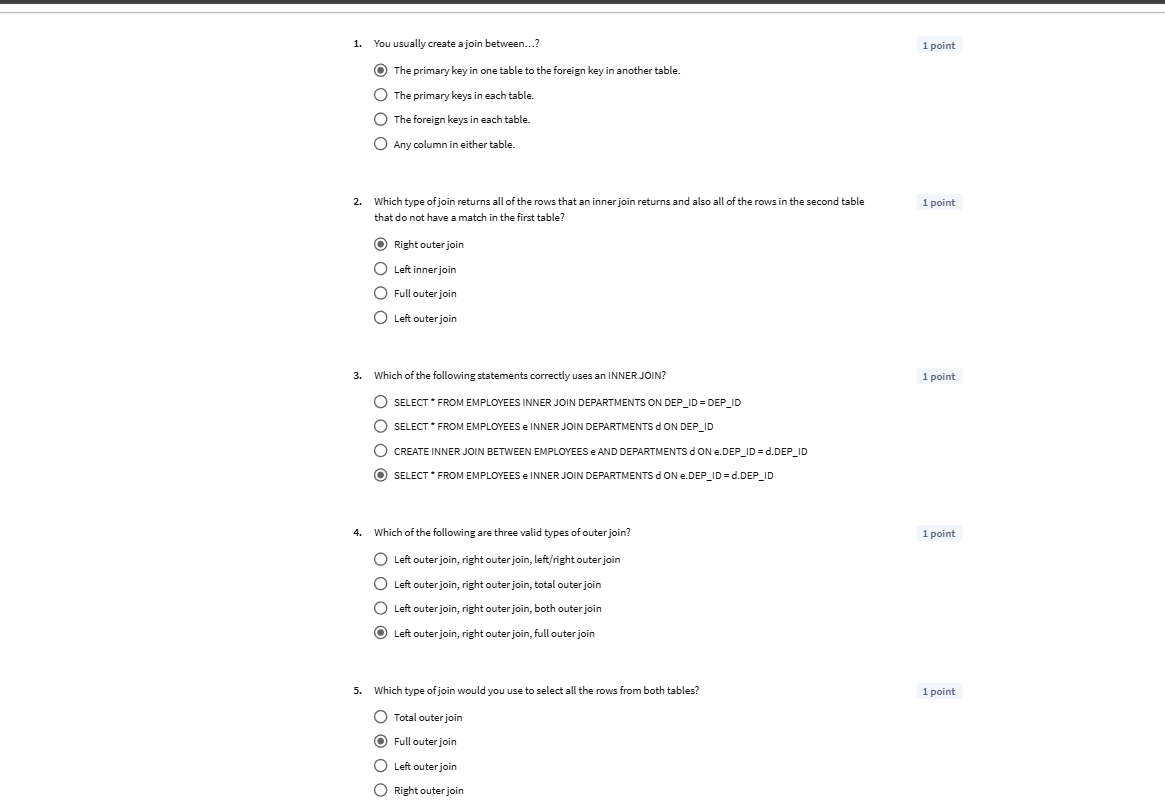 1. You usually create a join between...?
1 point
The primary key in one table to the foreign key in another table.
The primary keys in each table.
The foreign keys in each table.
Any column in either table.
2. Which type of join returns all of the rows that an inner join returns and also all of the rows in the second table
1 point
that do not have a match in the first table?
Right outer join
Left inner join
Full outer join
Left outer join
3. Which of the following statements correctly uses an INNER JOIN?
1 point
SELECT * FROM EMPLOYEES INNER JOIN DEPARTMENTS ON DEP_ID = DEP_ID
SELECT * FROM EMPLOYEES e INNER JOIN DEPARTMENTS d ON DEP_ID
CREATE INNER JOIN BETWEEN EMPLOYEES e AND DEPARTMENTS d ON e.DEP_ID = d.DEP_ID
SELECT * FROM EMPLOYEES e INNER JOIN DEPARTMENTS d ON e.DEP_ID = d.DEP_ID
4. Which of the following are three valid types of outer join?
1 point
Left outer join, right outer join, left/right outer join
Left outer join, right outer join, total outer join
Left outer join, right outer join, both outer join
Left outer join, right outer join, full outer join
5. Which type of join would you use to select all the rows from both tables?
1 point
Total outer join
Full outer join
Left outer join
Right outer join